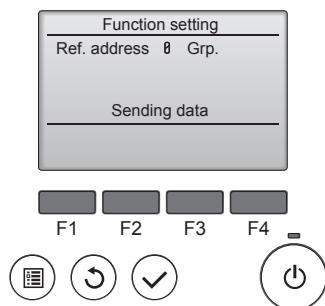 Function setting
Ref. address 0 Grp.
Sending data
F1 F2 F3 F4